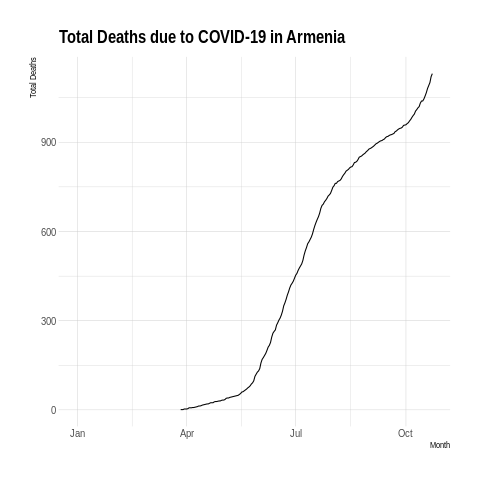 Total Deaths due to COVID-19 in Armenia
Total Deaths
900
600
300
0
Jan
Apr
Jul
Oct
Month